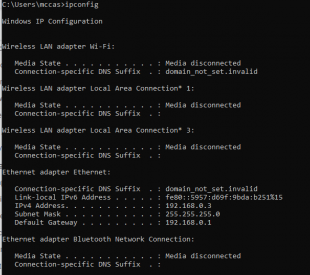 C:\Users\mccas>ipconfig
Windows IP Configuration
Wireless LAN adapter Wi-Fi:
Media State . . . . . . . . . . . : Media disconnected
Connection-specific DNS Suffix  . : domain_not_set.invalid
Wireless LAN adapter Local Area Connection* 1:
Media State . . . . . . . . . . . : Media disconnected
Connection-specific DNS Suffix  . :
Wireless LAN adapter Local Area Connection* 3:
Media State . . . . . . . . . . . : Media disconnected
Connection-specific DNS Suffix  . :
Ethernet adapter Ethernet:
Connection-specific DNS Suffix  . : domain_not_set.invalid
Link-local IPv6 Address . . . . . : fe80::5957:d69f:9bda:b251%15
IPv4 Address. . . . . . . . . . . : 192.168.0.3
Subnet Mask . . . . . . . . . . . : 255.255.255.0
Default Gateway . . . . . . . . . : 192.168.0.1
Ethernet adapter Bluetooth Network Connection:
Media State . . . . . . . . . . . : Media disconnected
Connection-specific DNS Suffix  . :